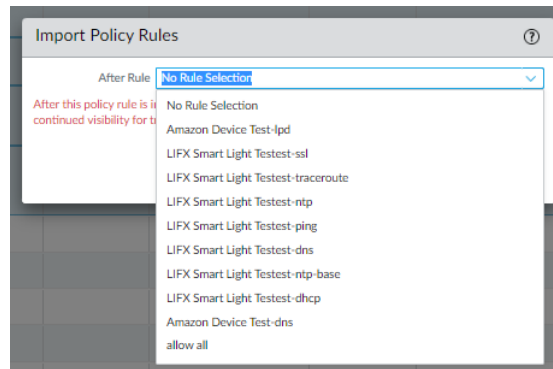 Import Policy Rules
After Rule No Rule Selection
After this policy rule is
continued visibility for
No Rule Selection
Amazon Device Test-lpd
LIFX Smart Light Testest-ssl
LIFX Smart Light Testest-traceroute
LIFX Smart Light Testest-ntp
LIFX Smart Light Testest-ping
LIFX Smart Light Testest-dns
LIFX Smart Light Testest-ntp-base
LIFX Smart Light Testest-dhcp
Amazon Device Test-dns
allow all